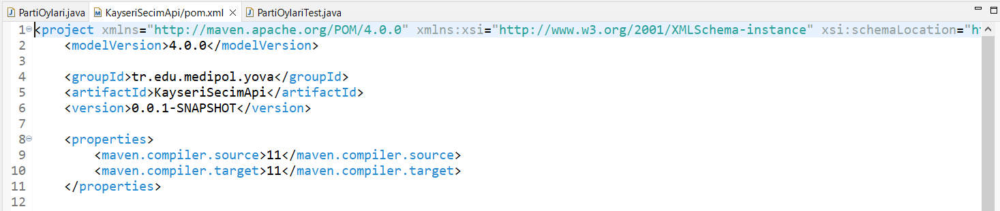 PartiOylari.java KayseriSecimApi/pom.xml PartiOylariTest.java
1 <project xmlns="http://maven.apache.org/POM/4.0.0" xmlns:xsi="http://www.w3.org/2001/XMLSchema-instance" xsi:schemaLocation="ht
2 <modelVersion>4.0.0</modelVersion>
3
4 <groupId>tr.edu.medipol.yova</groupId>
5 <artifactId>KayseriSecimApi</artifactId>
6 <version>0.0.1-SNAPSHOT</version>
7
8 <properties>
9 <maven.compiler.source>11</maven.compiler.source>
10 <maven.compiler.target>11</maven.compiler.target>
11 </properties>
12